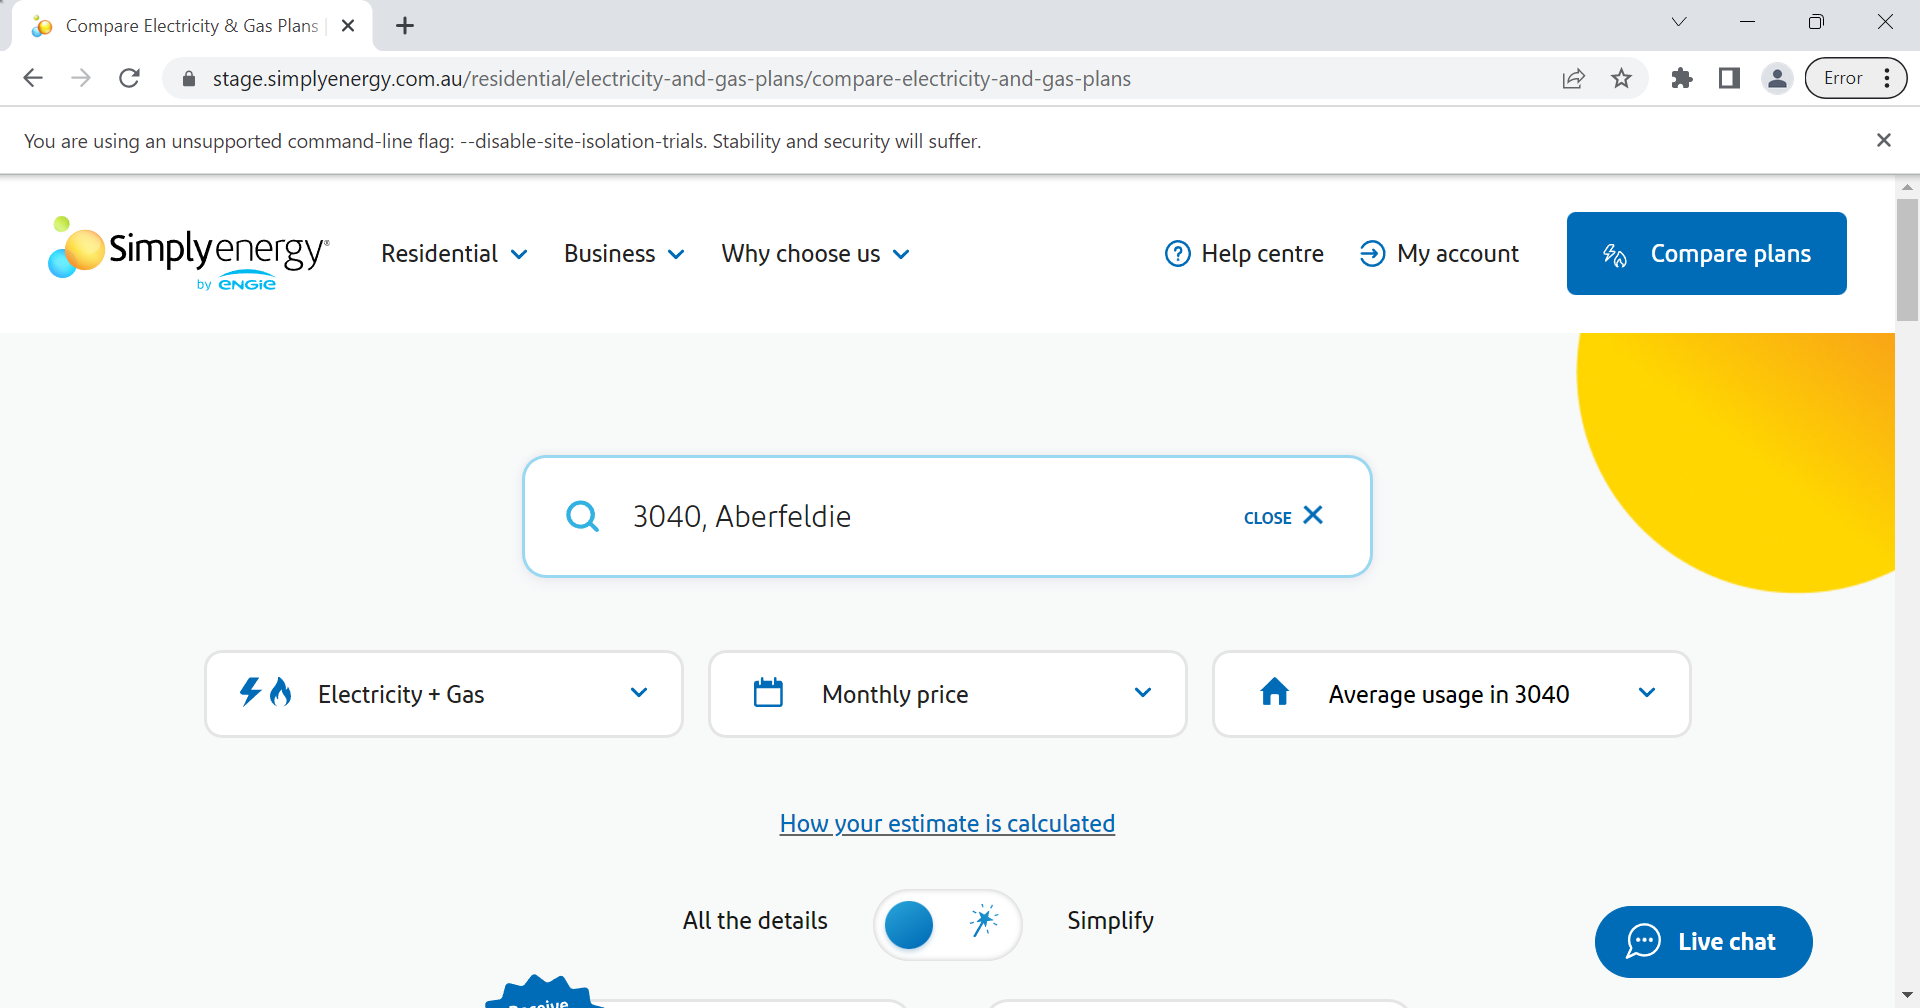 Compare Electricity & Gas Plans
stage.simplyenergy.com.au/residential/electricity-and-gas-plans/compare-electricity-and-gas-plans
Error
You are using an unsupported command-line flag: --disable-site-isolation-trials. Stability and security will suffer.
Simplyenergy®
by ENGIE
Residential
Business
Why choose us
Help centre
My account
Compare plans
3040, Aberfeldie
CLOSE
Electricity + Gas
Monthly price
Average usage in 3040
How your estimate is calculated
All the details
Simplify
Live chat
Receive